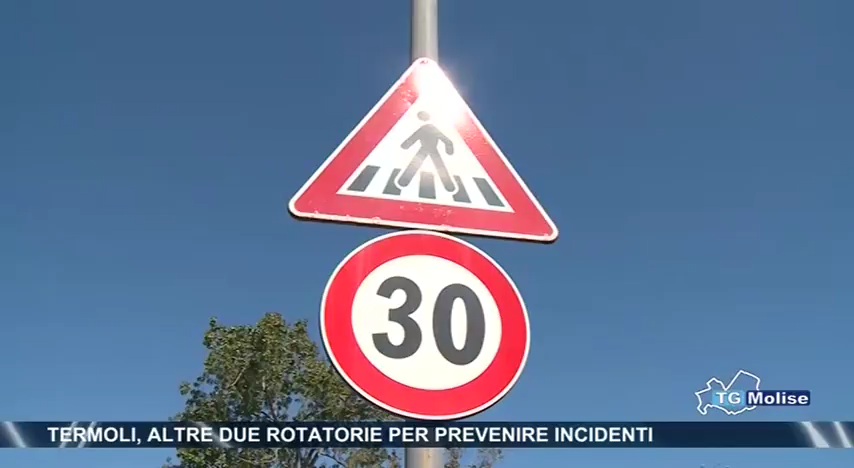 30
TG Molise
TERMOLI, ALTRE DUE ROTATORIE PER PREVENIRE INCIDENTI